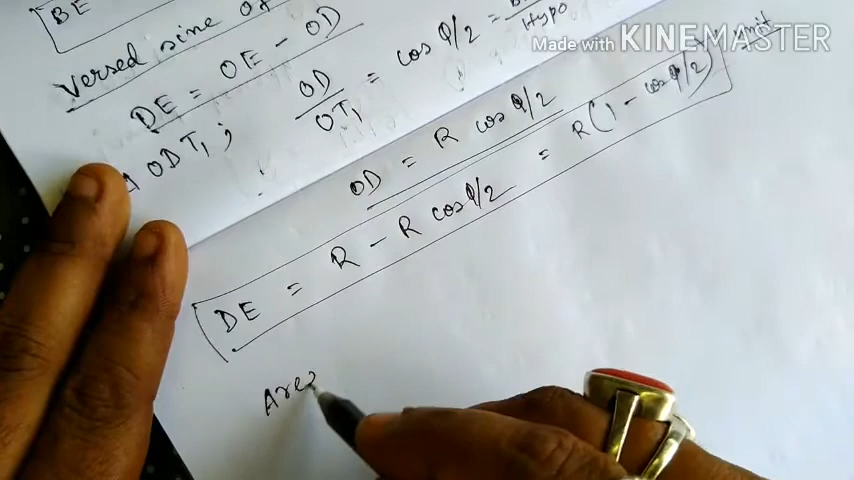 BE
versed sine of
DE = OE - OD
Δ ODT₁ ; OD/OT₁ = cos φ/2 = /Hypo
OD = R cos φ/2
DE = R - R cos φ/2 = R(1 - cos φ/2) unit
Area
Made with KINEMASTER